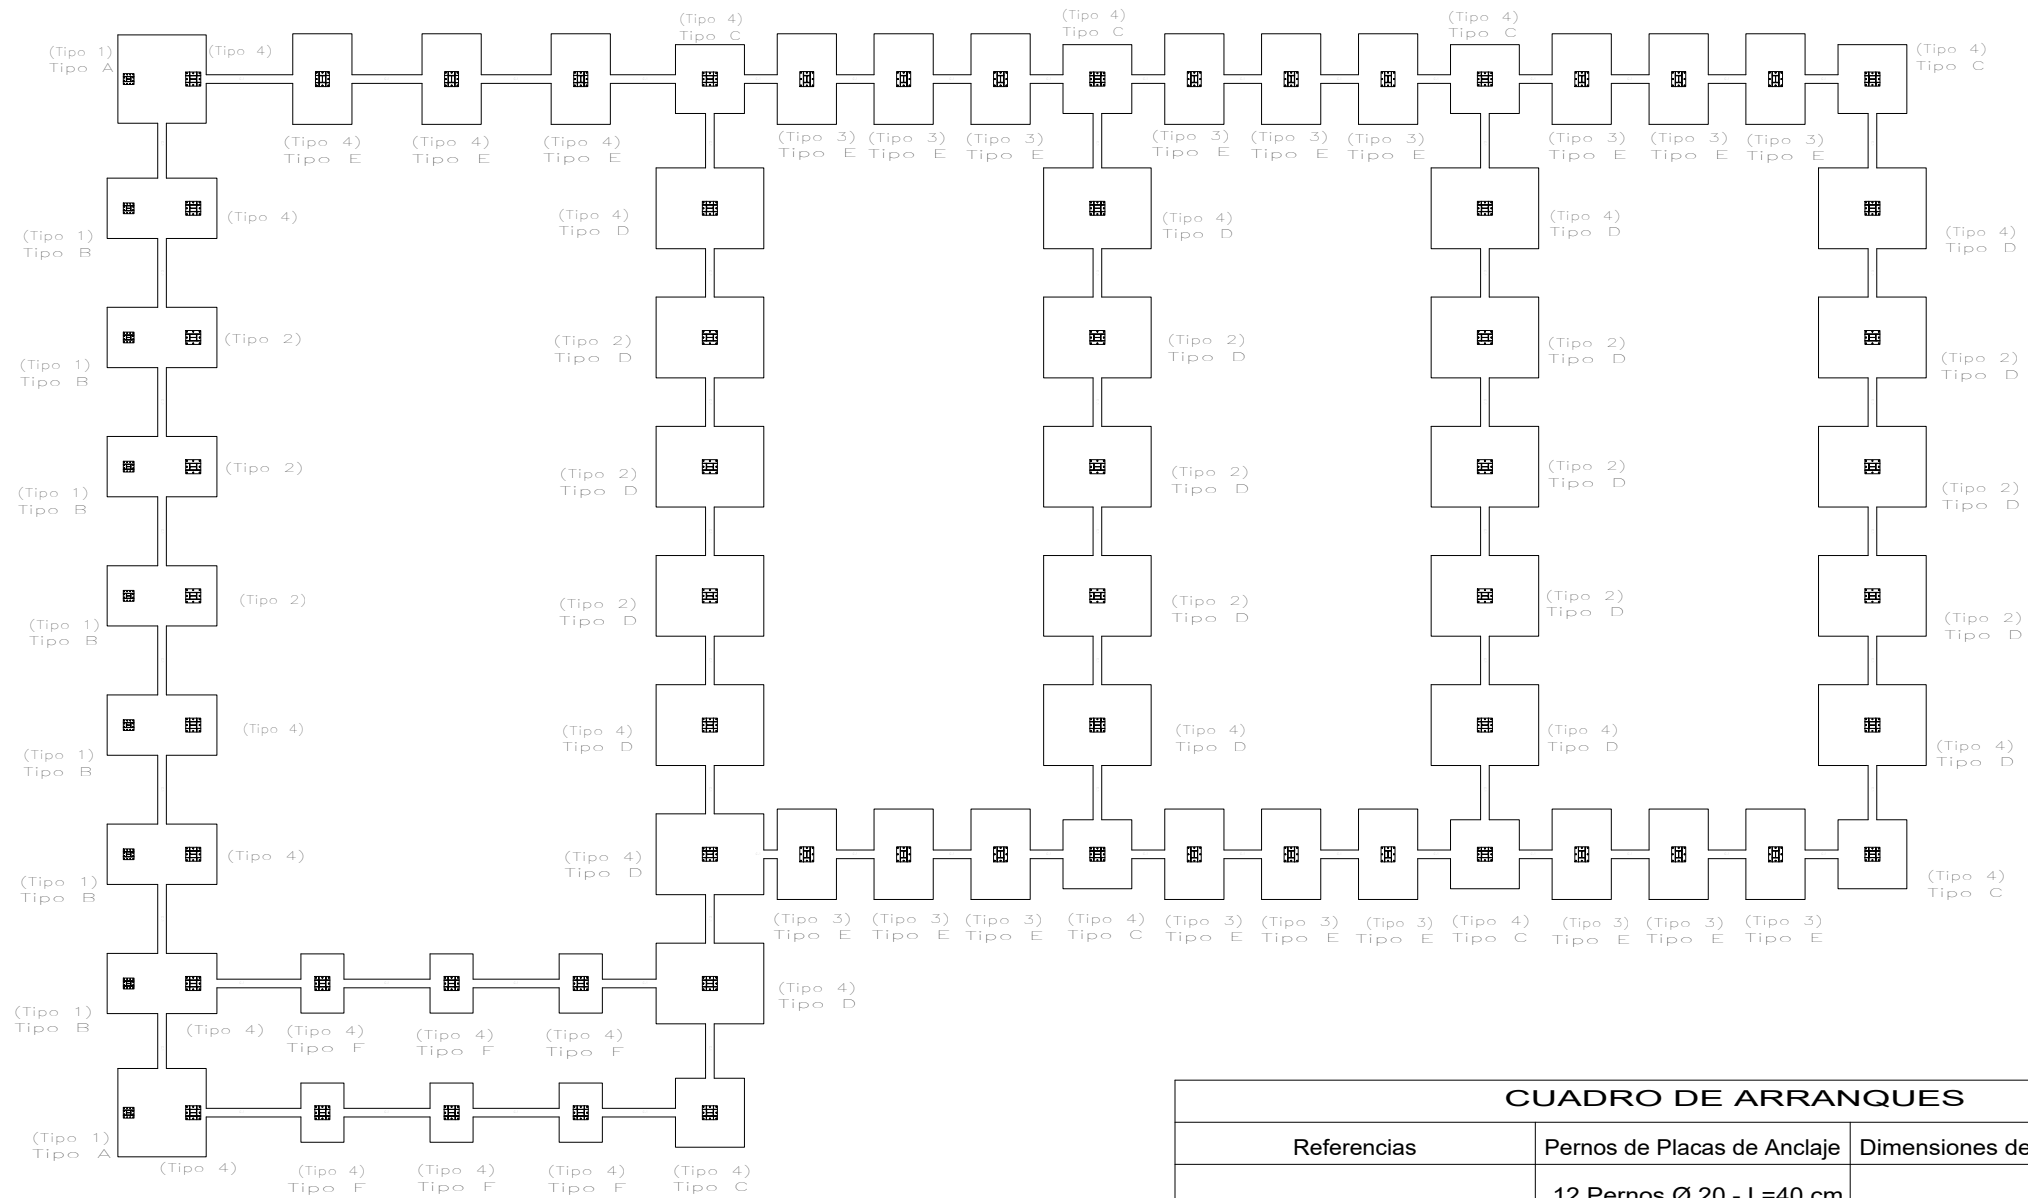 (Tipo 4)
Tipo C
(Tipo 4)
Tipo C
(Tipo 4)
Tipo C
(Tipo 1)
Tipo A
(Tipo 4)
(Tipo 4)
Tipo C
(Tipo 4)
Tipo E
(Tipo 4)
Tipo E
(Tipo 4)
Tipo E
(Tipo 3)
Tipo E
(Tipo 3)
Tipo E
(Tipo 3)
Tipo E
(Tipo 3)
Tipo E
(Tipo 3)
Tipo E
(Tipo 3)
Tipo E
(Tipo 3)
Tipo E
(Tipo 3)
Tipo E
(Tipo 3)
Tipo E
(Tipo 1)
Tipo B
(Tipo 4)
(Tipo 4)
Tipo D
(Tipo 4)
Tipo D
(Tipo 4)
Tipo D
(Tipo 4)
Tipo D
(Tipo 1)
Tipo B
(Tipo 2)
(Tipo 2)
Tipo D
(Tipo 2)
Tipo D
(Tipo 2)
Tipo D
(Tipo 2)
Tipo D
(Tipo 1)
Tipo B
(Tipo 2)
(Tipo 2)
Tipo D
(Tipo 2)
Tipo D
(Tipo 2)
Tipo D
(Tipo 2)
Tipo D
(Tipo 1)
Tipo B
(Tipo 2)
(Tipo 2)
Tipo D
(Tipo 2)
Tipo D
(Tipo 2)
Tipo D
(Tipo 2)
Tipo D
(Tipo 1)
Tipo B
(Tipo 4)
(Tipo 4)
Tipo D
(Tipo 4)
Tipo D
(Tipo 4)
Tipo D
(Tipo 4)
Tipo D
(Tipo 1)
Tipo B
(Tipo 4)
(Tipo 4)
Tipo D
(Tipo 4)
Tipo C
(Tipo 3)
Tipo E
(Tipo 3)
Tipo E
(Tipo 3)
Tipo E
(Tipo 4)
Tipo C
(Tipo 3)
Tipo E
(Tipo 3)
Tipo E
(Tipo 3)
Tipo E
(Tipo 4)
Tipo C
(Tipo 3)
Tipo E
(Tipo 3)
Tipo E
(Tipo 3)
Tipo E
(Tipo 1)
Tipo B
(Tipo 4)
(Tipo 4)
Tipo F
(Tipo 4)
Tipo F
(Tipo 4)
Tipo F
(Tipo 4)
Tipo D
(Tipo 1)
Tipo A
(Tipo 4)
(Tipo 4)
Tipo F
(Tipo 4)
Tipo F
(Tipo 4)
Tipo F
(Tipo 4)
Tipo C
CUADRO DE ARRANQUES
Referencias
Pernos de Placas de Anclaje
Dimensiones de
12 Pernos Ø 20 - L=40 cm